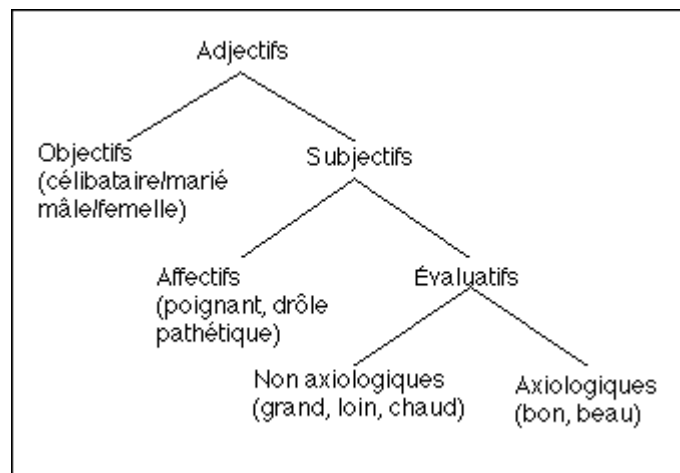 Adjectifs
Objectifs
(célibataire/marié
mâle/femelle)
Subjectifs
Affectifs
(poignant, drôle
pathétique)
Évaluatifs
Non axiologiques
(grand, loin, chaud)
Axiologiques
(bon, beau)